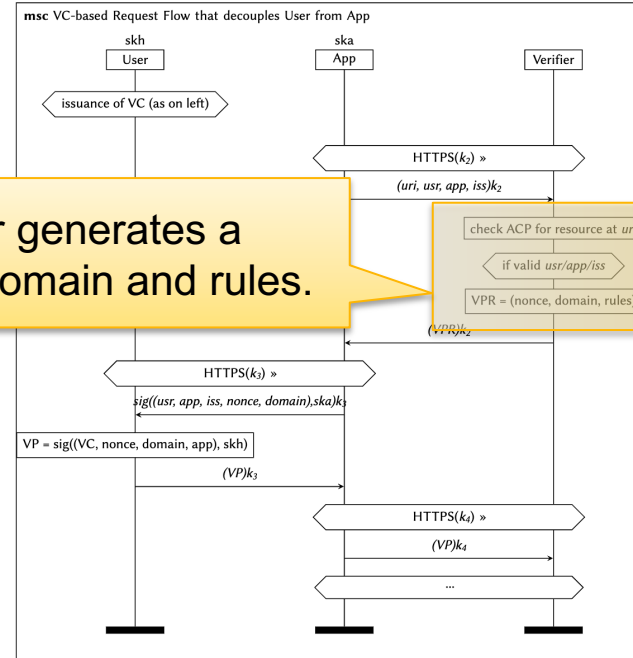 msc VC-based Request Flow that decouples User from App
skh
ska
User
App
Verifier
issuance of VC (as on left)
HTTPS(k₂) »
(uri, usr, app, iss)k₂
r generates a
omain and rules.
check ACP for resource at ur
if valid usr/app/iss
VPR = (nonce, domain, rules
(VPR)k₂
HTTPS(k₃) »
sig((usr, app, iss, nonce, domain),ska)k₃
VP = sig((VC, nonce, domain, app), skh)
(VP)k₃
HTTPS(k₄) »
(VP)k₄
...